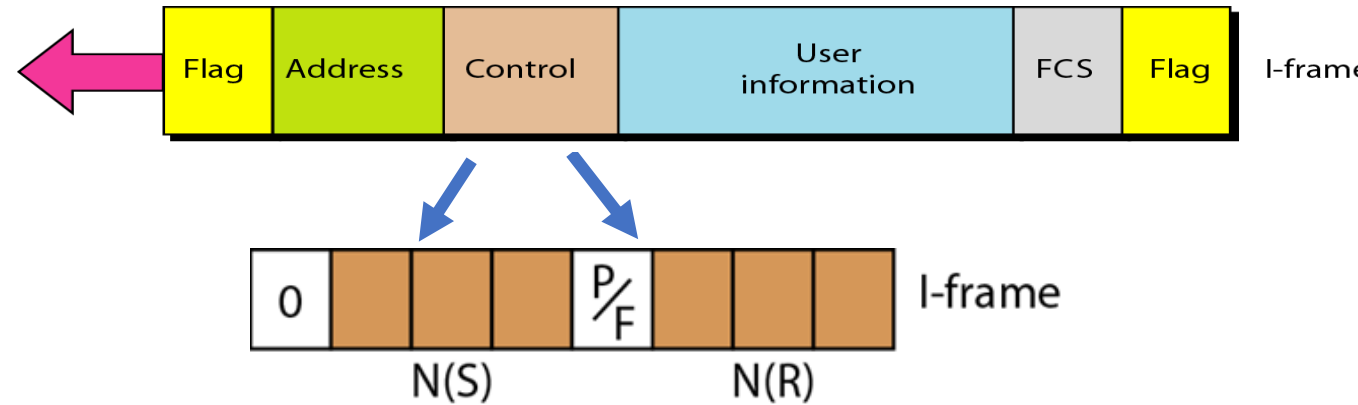 Flag Address Control User information FCS Flag I-frame
0 P/F I-frame
N(S) N(R)